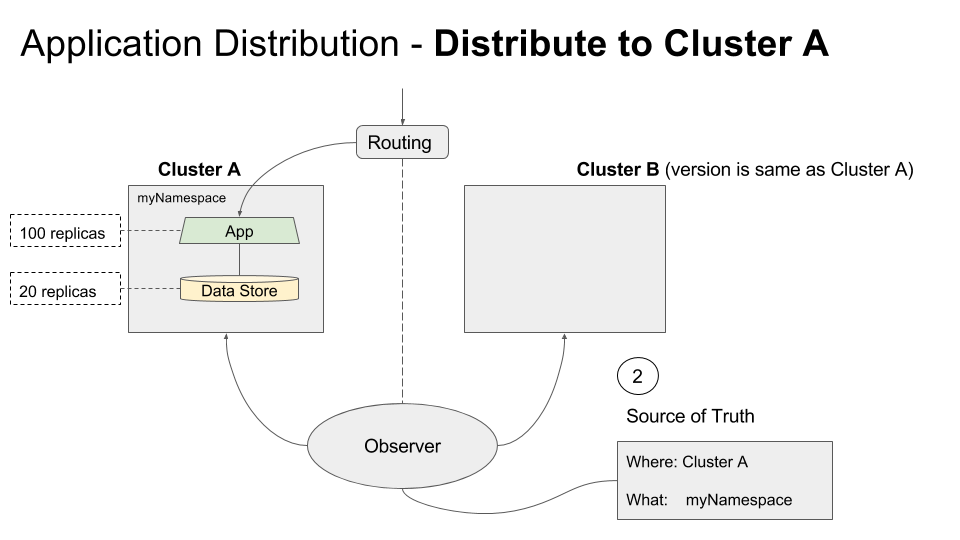 Application Distribution - Distribute to Cluster A
Routing
Cluster A
Cluster B (version is same as Cluster A)
myNamespace
100 replicas
App
20 replicas
Data Store
2
Source of Truth
Observer
Where: Cluster A
What: myNamespace